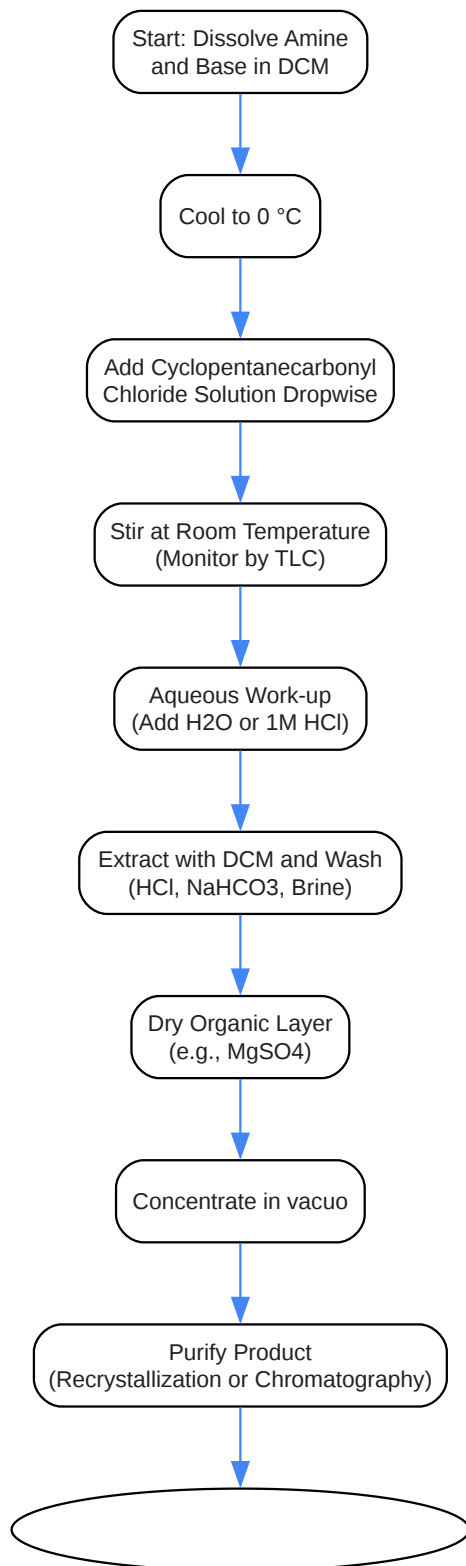 Start: Dissolve Amine
and Base in DCM
Cool to 0 °C
Add Cyclopentanecarbonyl
Chloride Solution Dropwise
Stir at Room Temperature
(Monitor by TLC)
Aqueous Work-up
(Add H2O or 1M HCl)
Extract with DCM and Wash
(HCl, NaHCO3, Brine)
Dry Organic Layer
(e.g., MgSO4)
Concentrate in vacuo
Purify Product
(Recrystallization or Chromatography)